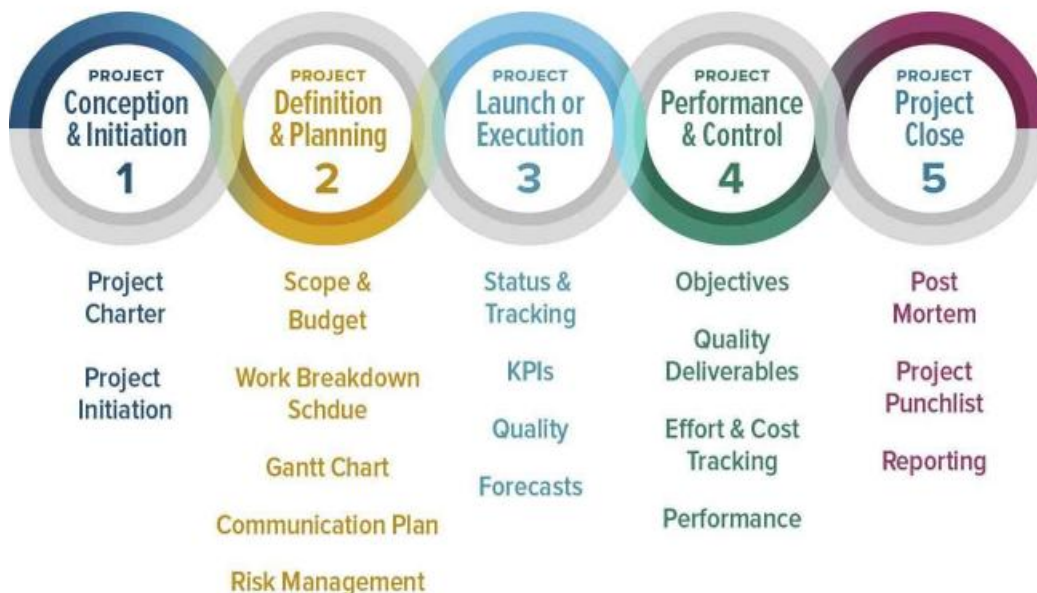 PROJECT
Conception
& Initiation
1
PROJECT
Definition
& Planning
2
PROJECT
Launch or
Execution
3
PROJECT
Performance
& Control
4
PROJECT
Project
Close
5
Project
Charter
Project
Initiation
Scope &
Budget
Work Breakdown
Schdue
Gantt Chart
Communication Plan
Risk Management
Status &
Tracking
KPIs
Quality
Forecasts
Objectives
Quality
Deliverables
Effort & Cost
Tracking
Performance
Post
Mortem
Project
Punchlist
Reporting